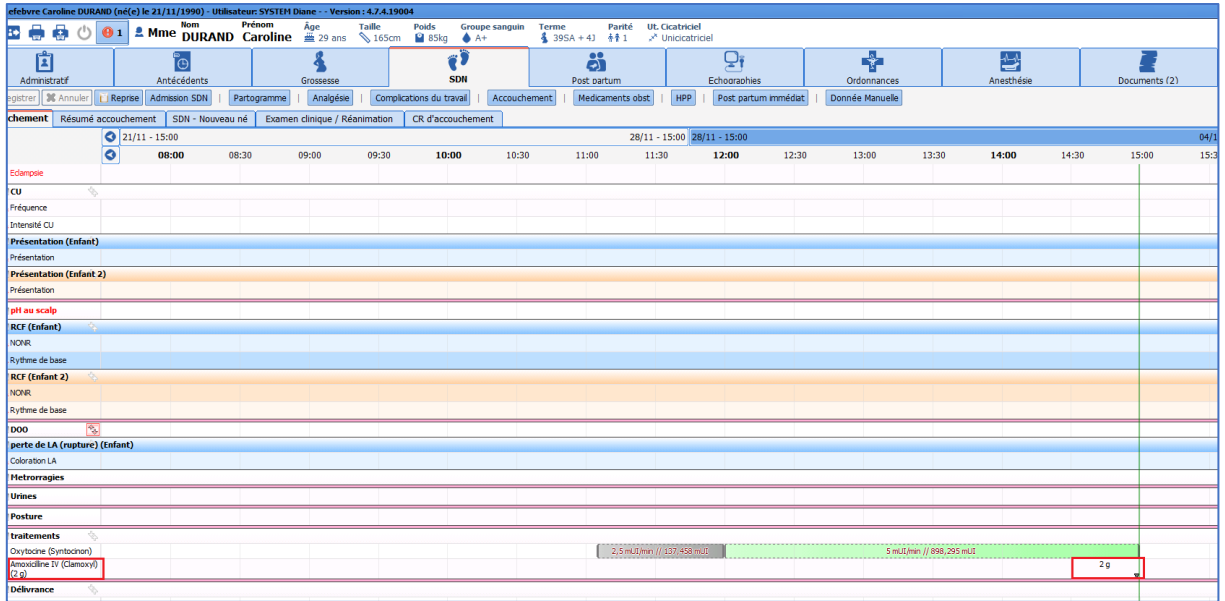 efebvre Caroline DURAND (né(e) le 21/11/1990) - Utilisateur: SYSTEM Diane - - Version : 4.7.4.19004
1 Mme Nom DURAND Prénom Caroline Âge 29 ans Taille 165cm Poids 85kg Groupe sanguin A+ Terme 39SA + 4J Parité 1 Ut. Cicatriciel Unicicatriciel
Administratif Antécédents Grossesse SDN Post partum Echographies Ordonnances Anesthésie Documents (2)
egistrer Annuler Reprise Admission SDN | Partogramme | Analgésie | Complications du travail | Accouchement | Medicaments obst | HPP | Post partum immédiat | Donnée Manuelle
chement Résumé accouchement SDN - Nouveau né Examen clinique / Réanimation CR d'accouchement
21/11 - 15:00 28/11 - 15:00 28/11 - 15:00 04/1
08:00 08:30 09:00 09:30 10:00 10:30 11:00 11:30 12:00 12:30 13:00 13:30 14:00 14:30 15:00 15:3
Eclampsie
CU
Fréquence
Intensité CU
Présentation (Enfant)
Présentation
Présentation (Enfant 2)
Présentation
pH au scalp
RCF (Enfant)
NONR
Rythme de base
RCF (Enfant 2)
NONR
Rythme de base
DOO
perte de LA (rupture) (Enfant)
Coloration LA
Metrorragies
Urines
Posture
traitements
Oxytocine (Syntocinon) 2,5 mUI/min // 137,458 mUI 5 mUI/min // 898,295 mUI
Amoxicilline IV (Clamoxyl) 2 g
(2 g)
Délivrance